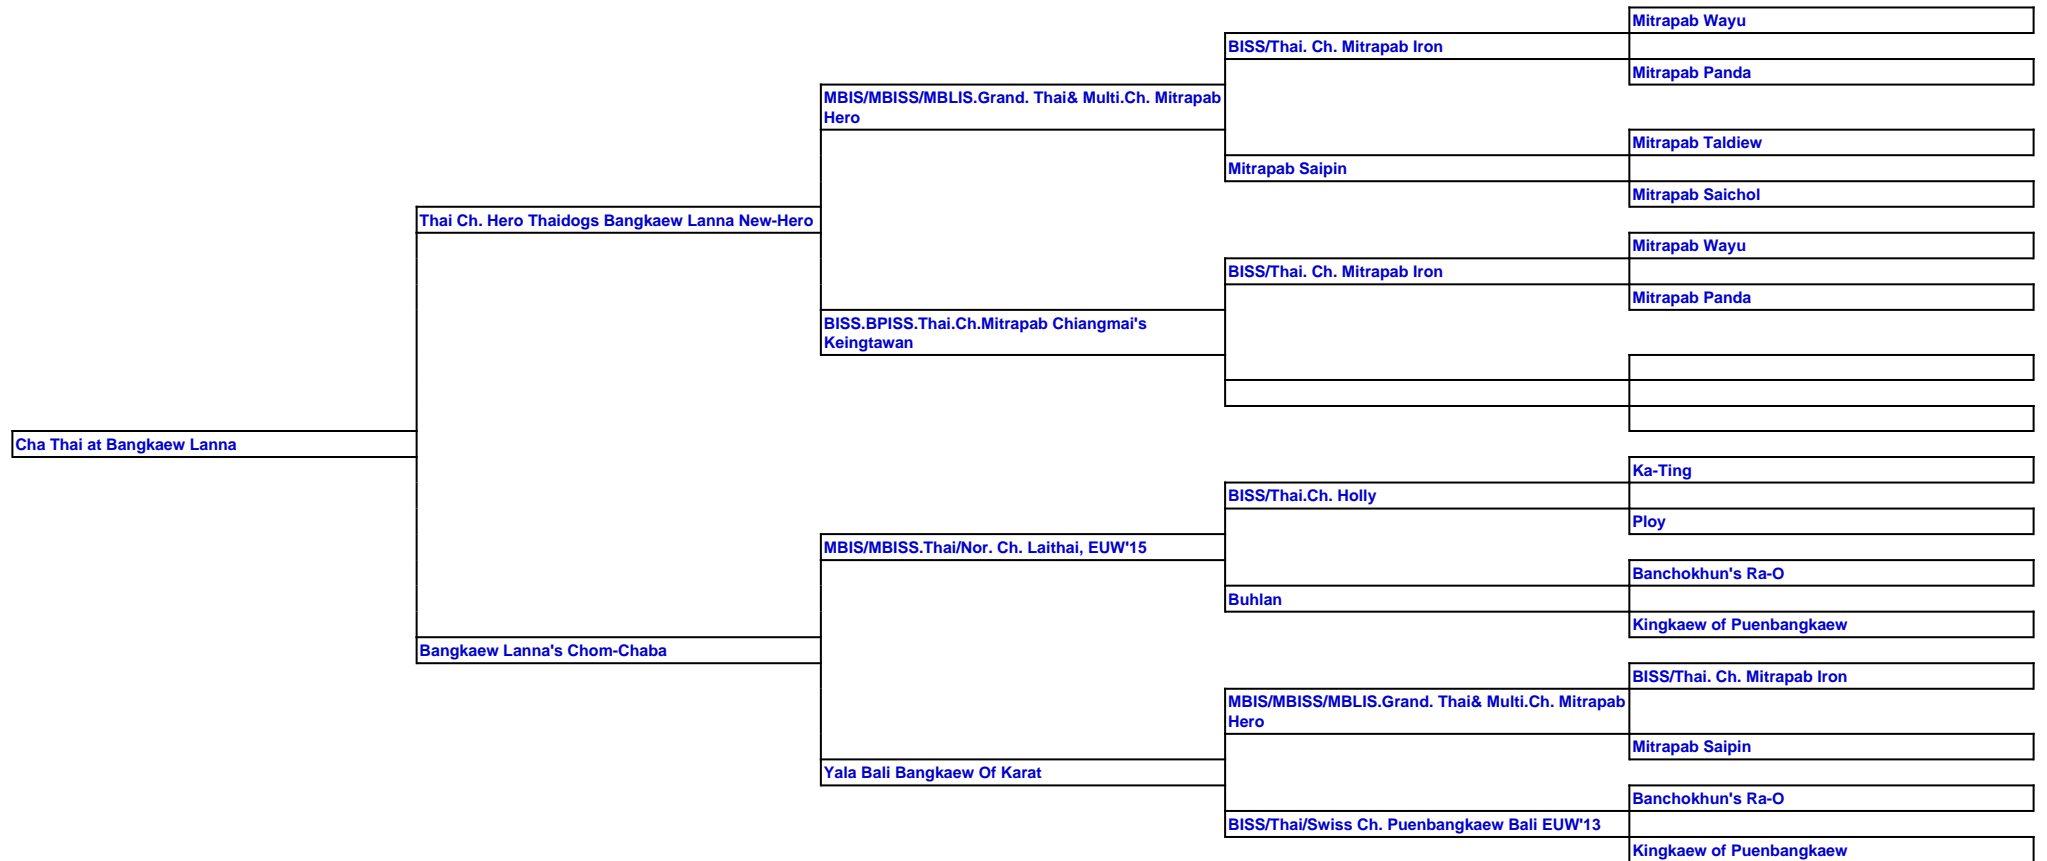 Mitrapab Wayu
BISS/Thai. Ch. Mitrapab Iron
Mitrapab Panda
MBIS/MBISS/MBLIS.Grand. Thai& Multi.Ch. Mitrapab
Hero
Mitrapab Taldiew
Mitrapab Saipin
Mitrapab Saichol
Thai Ch. Hero Thaidogs Bangkaew Lanna New-Hero
Mitrapab Wayu
BISS/Thai. Ch. Mitrapab Iron
Mitrapab Panda
BISS.BPISS.Thai.Ch.Mitrapab Chiangmai's
Keingtawan
Cha Thai at Bangkaew Lanna
Ka-Ting
BISS/Thai.Ch. Holly
Ploy
MBIS/MBISS.Thai/Nor. Ch. Laithai, EUW'15
Banchokhun's Ra-O
Buhlan
Kingkaew of Puenbangkaew
Bangkaew Lanna's Chom-Chaba
BISS/Thai. Ch. Mitrapab Iron
MBIS/MBISS/MBLIS.Grand. Thai& Multi.Ch. Mitrapab
Hero
Mitrapab Saipin
Yala Bali Bangkaew Of Karat
Banchokhun's Ra-O
BISS/Thai/Swiss Ch. Puenbangkaew Bali EUW'13
Kingkaew of Puenbangkaew